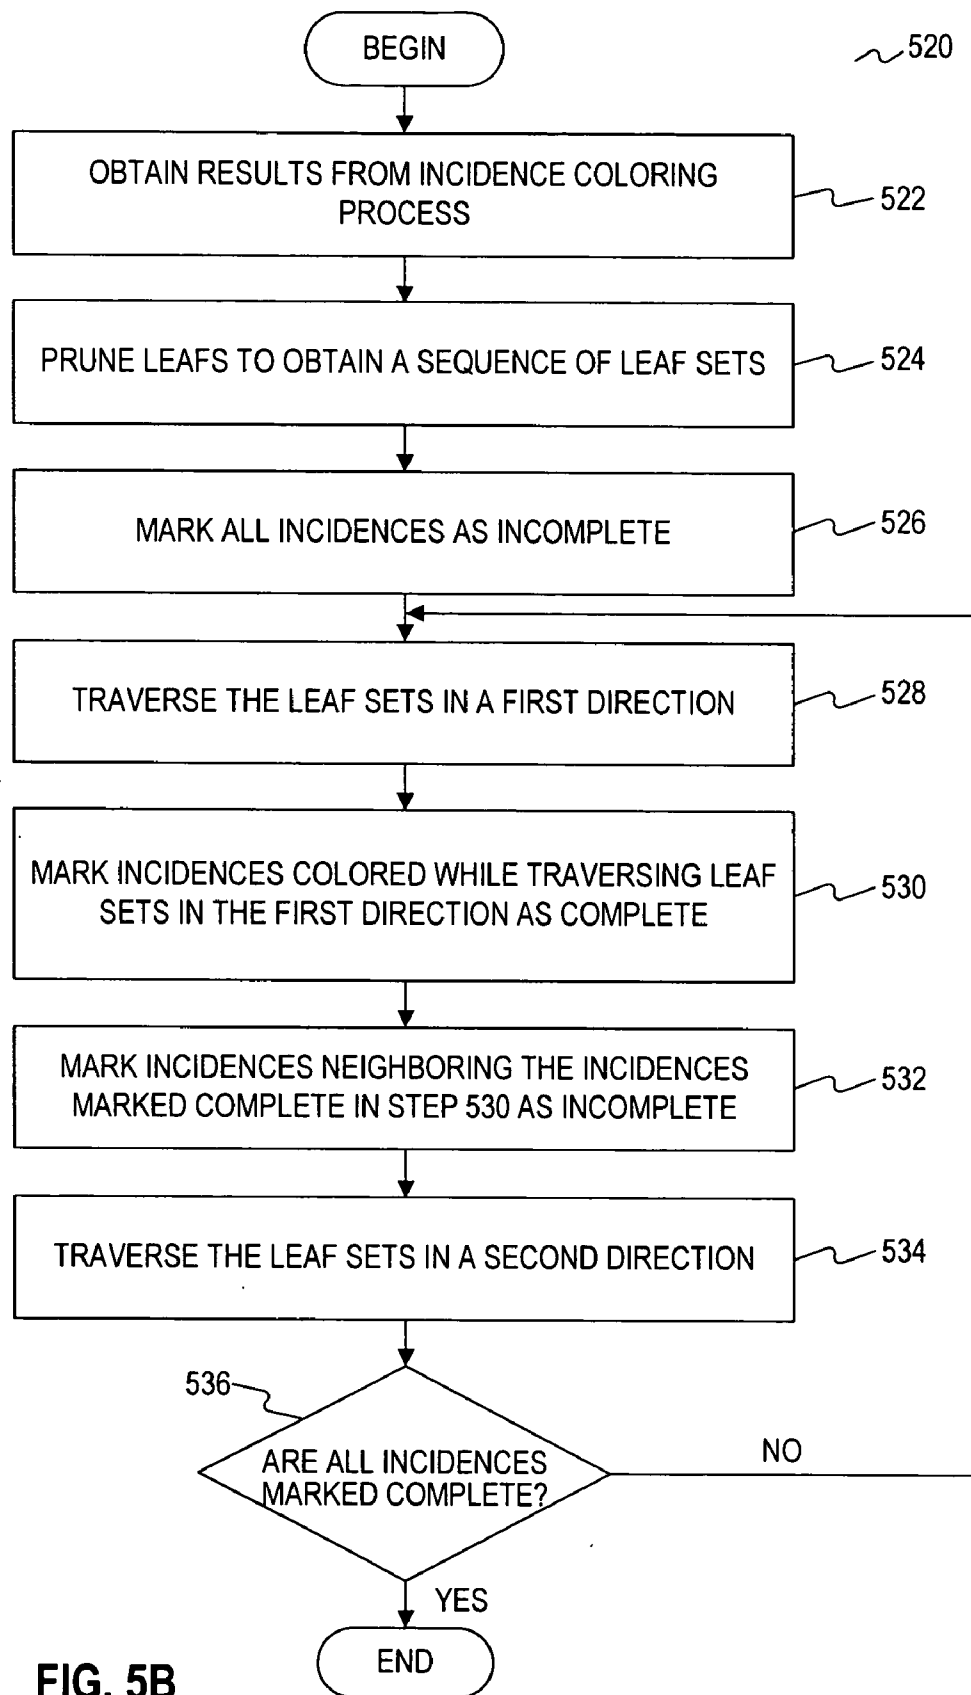 BEGIN
520
OBTAIN RESULTS FROM INCIDENCE COLORING
PROCESS
522
PRUNE LEAFS TO OBTAIN A SEQUENCE OF LEAF SETS
524
MARK ALL INCIDENCES AS INCOMPLETE
526
TRAVERSE THE LEAF SETS IN A FIRST DIRECTION
528
MARK INCIDENCES COLORED WHILE TRAVERSING LEAF
SETS IN THE FIRST DIRECTION AS COMPLETE
530
MARK INCIDENCES NEIGHBORING THE INCIDENCES
MARKED COMPLETE IN STEP 530 AS INCOMPLETE
532
TRAVERSE THE LEAF SETS IN A SECOND DIRECTION
534
536
ARE ALL INCIDENCES
MARKED COMPLETE?
NO
YES
END
FIG. 5B